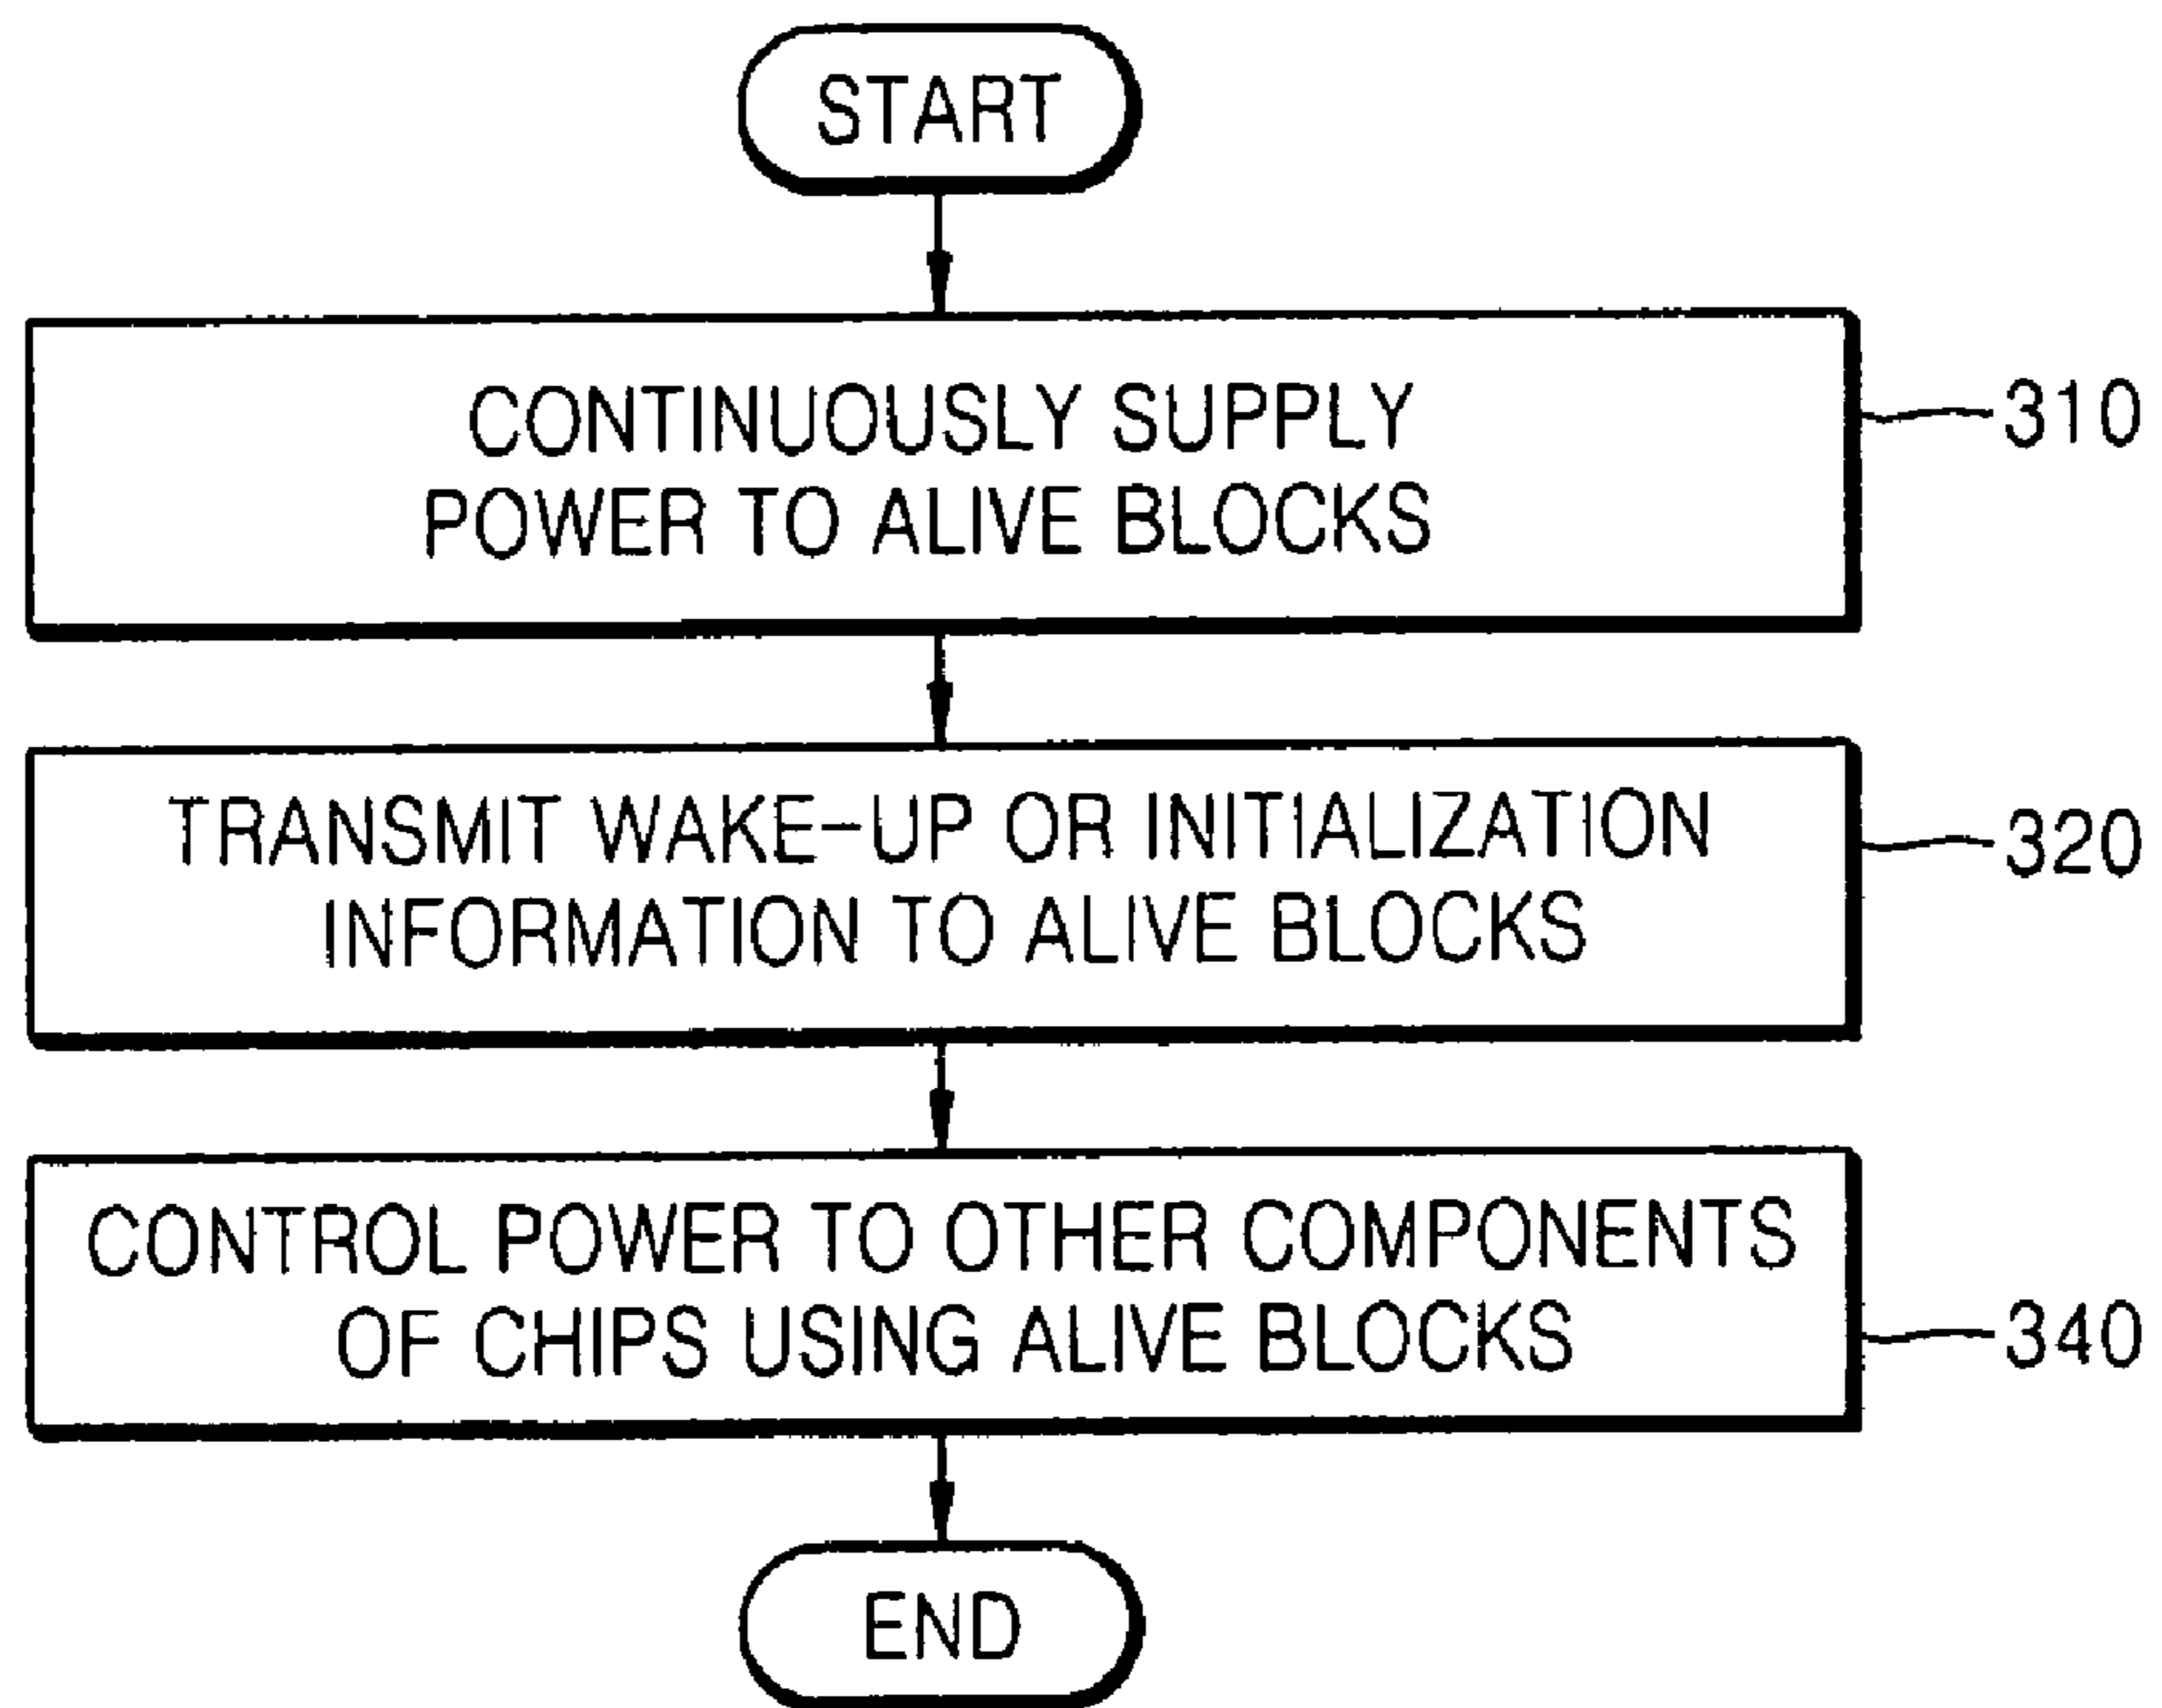 START
CONTINUOUSLY SUPPLY
POWER TO ALIVE BLOCKS
310
TRANSMIT WAKE-UP OR INITIALIZATION
INFORMATION TO ALIVE BLOCKS
320
CONTROL POWER TO OTHER COMPONENTS
OF CHIPS USING ALIVE BLOCKS
340
END